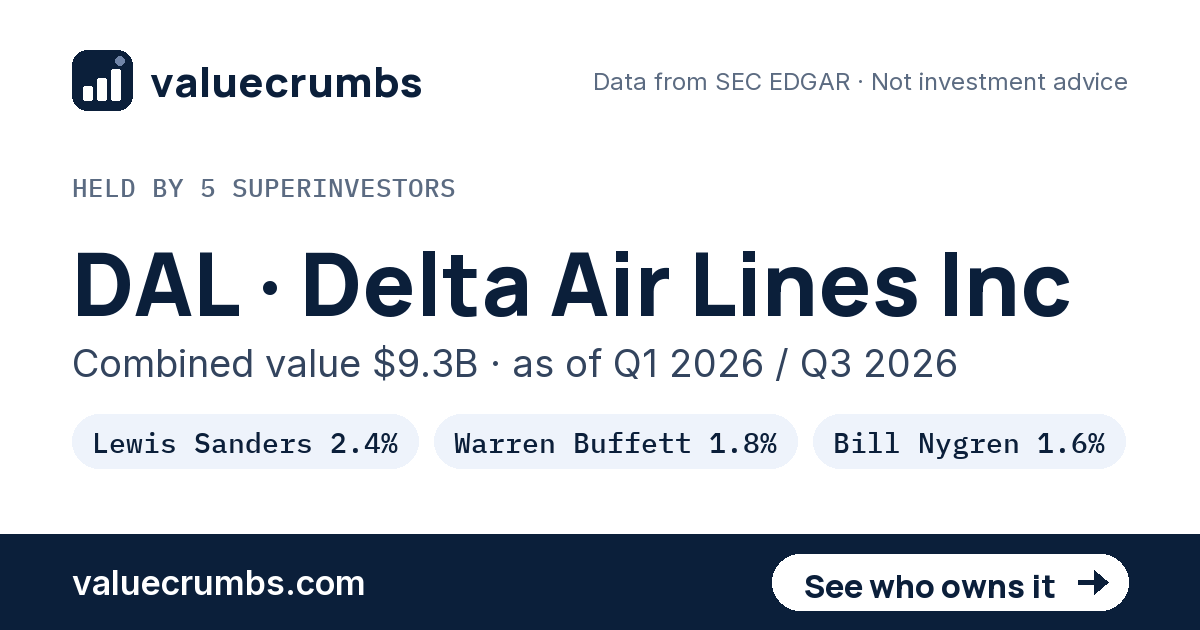 valuecrumbs
Data from SEC EDGAR · Not investment advice
HELD BY 5 SUPERINVESTORS
DAL · Delta Air Lines Inc
Combined value $9.3B · as of Q1 2026 / Q3 2026
Lewis Sanders 2.4%
Warren Buffett 1.8%
Bill Nygren 1.6%
valuecrumbs.com
See who owns it →